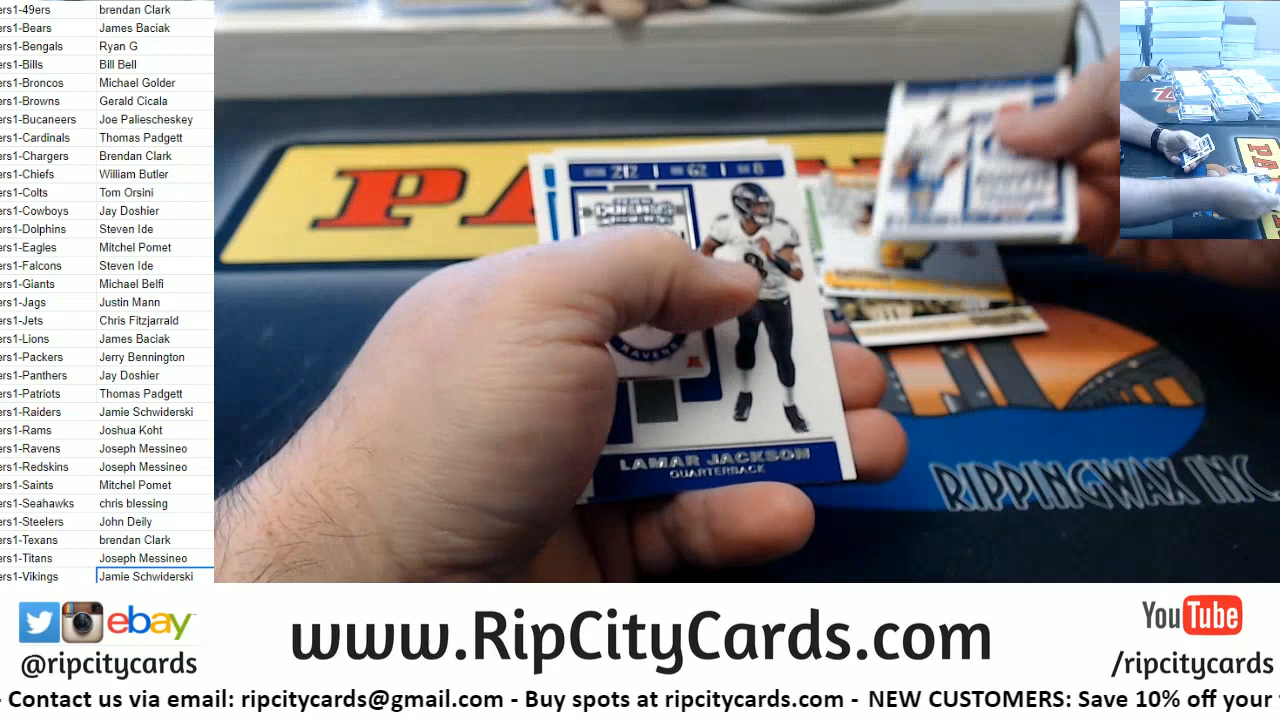 ers1-49ers brendan Clark
ers1-Bears James Baciak
ers1-Bengals Ryan G
ers1-Bills Bill Bell
ers1-Broncos Michael Golder
ers1-Browns Gerald Cicala
ers1-Bucaneers Joe Paliescheskey
ers1-Cardinals Thomas Padgett
ers1-Chargers Brendan Clark
ers1-Chiefs William Butler
ers1-Colts Tom Orsini
ers1-Cowboys Jay Doshier
ers1-Dolphins Steven Ide
ers1-Eagles Mitchel Pomet
ers1-Falcons Steven Ide
ers1-Giants Michael Belfi
ers1-Jags Justin Mann
ers1-Jets Chris Fitzjarrald
ers1-Lions James Baciak
ers1-Packers Jerry Bennington
ers1-Panthers Jay Doshier
ers1-Patriots Thomas Padgett
ers1-Raiders Jamie Schwiderski
ers1-Rams Joshua Koht
ers1-Ravens Joseph Messineo
ers1-Redskins Joseph Messineo
ers1-Saints Mitchel Pomet
ers1-Seahawks chris blessing
ers1-Steelers John Deily
ers1-Texans brendan Clark
ers1-Titans Joseph Messineo
ers1-Vikings Jamie Schwiderski
PA
212
RAVENS
LAMAR JACKSON
QUARTERBACK
RIPPINGWAX INC
ebay
@ripcitycards
www.RipCityCards.com
YouTube
/ripcitycards
- Contact us via email: ripcitycards@gmail.com - Buy spots at ripcitycards.com - NEW CUSTOMERS: Save 10% off your